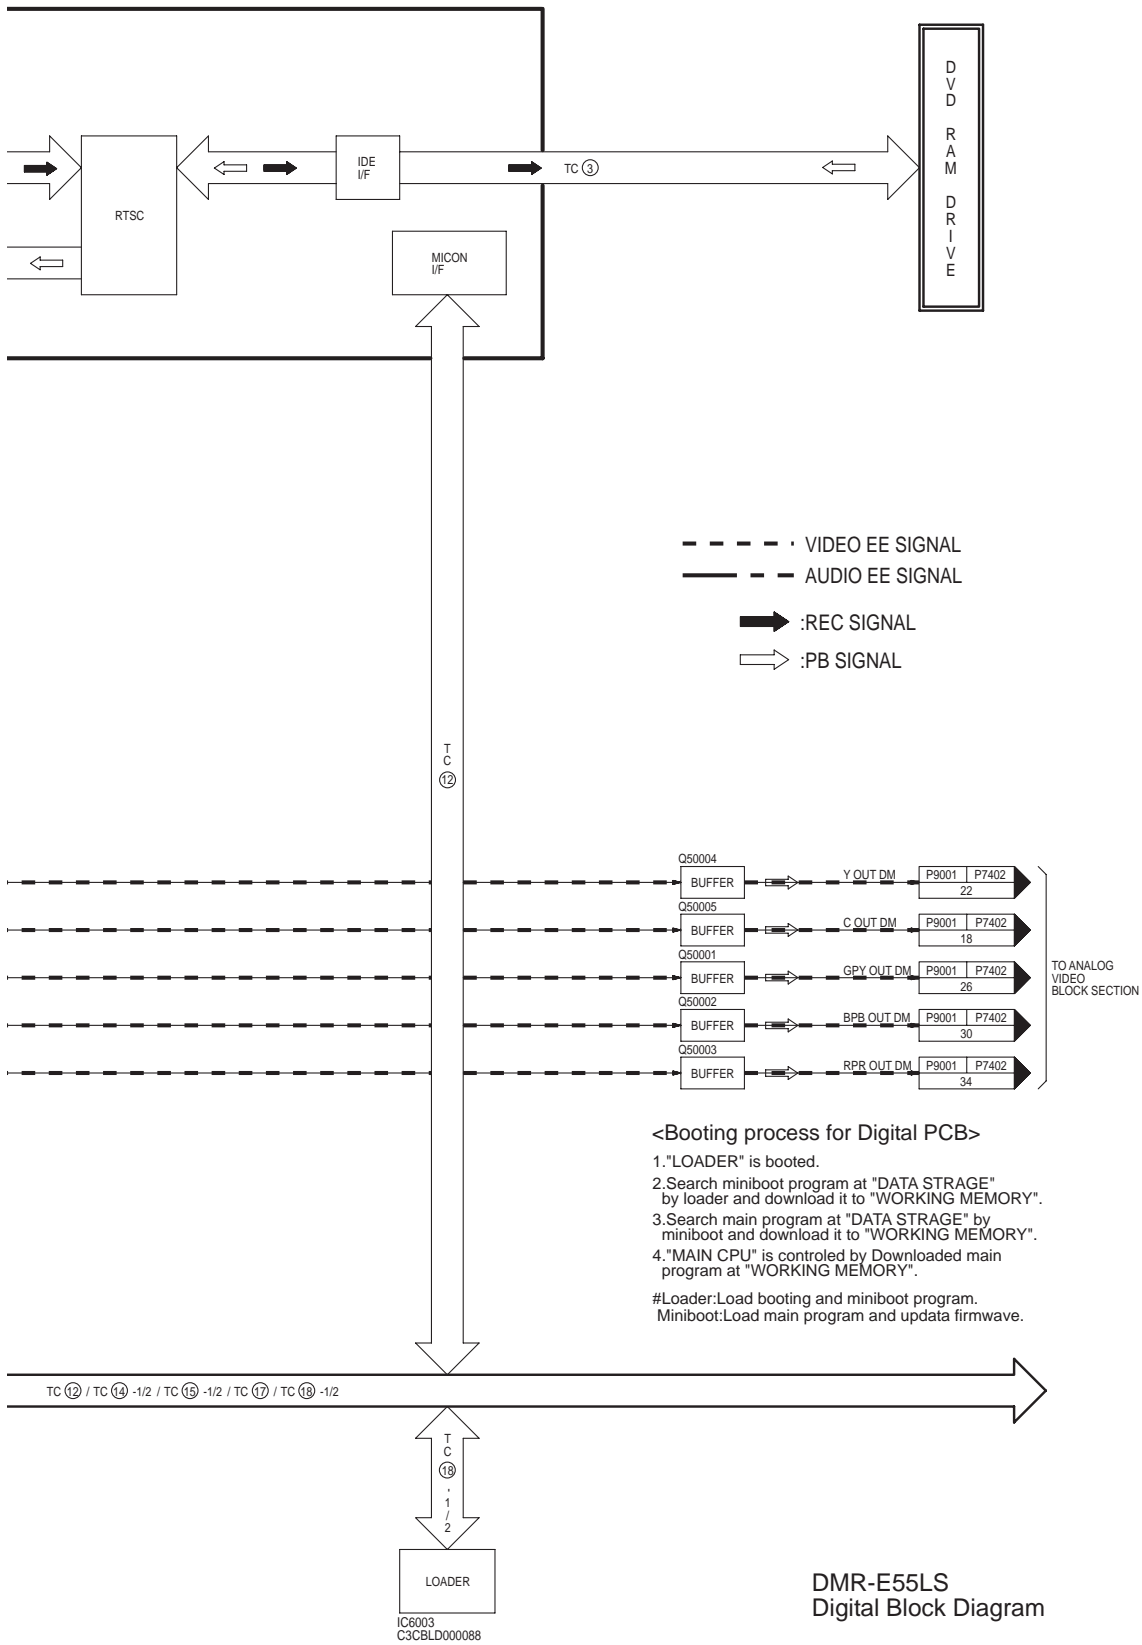 DVD RAM DRIVE
IDE
I/F
TC 3
RTSC
MICON
I/F
VIDEO EE SIGNAL
AUDIO EE SIGNAL
:REC SIGNAL
:PB SIGNAL
TC 12
Q50004
BUFFER
Y OUT DM
P9001 P7402
22
Q50005
BUFFER
C OUT DM
P9001 P7402
18
Q50001
BUFFER
GPY OUT DM
P9001 P7402
26
Q50002
BUFFER
BPB OUT DM
P9001 P7402
30
Q50003
BUFFER
RPR OUT DM
P9001 P7402
34
TO ANALOG
VIDEO
BLOCK SECTION
<Booting process for Digital PCB>
1."LOADER" is booted.
2.Search miniboot program at "DATA STRAGE"
by loader and download it to "WORKING MEMORY".
3.Search main program at "DATA STRAGE" by
miniboot and download it to "WORKING MEMORY".
4."MAIN CPU" is controled by Downloaded main
program at "WORKING MEMORY".
#Loader:Load booting and miniboot program.
Miniboot:Load main program and updata firmwave.
TC 12 / TC 14 -1/2 / TC 15 -1/2 / TC 17 / TC 18 -1/2
TC 18 -1/2
LOADER
IC6003
C3CBLD000088
DMR-E55LS
Digital Block Diagram